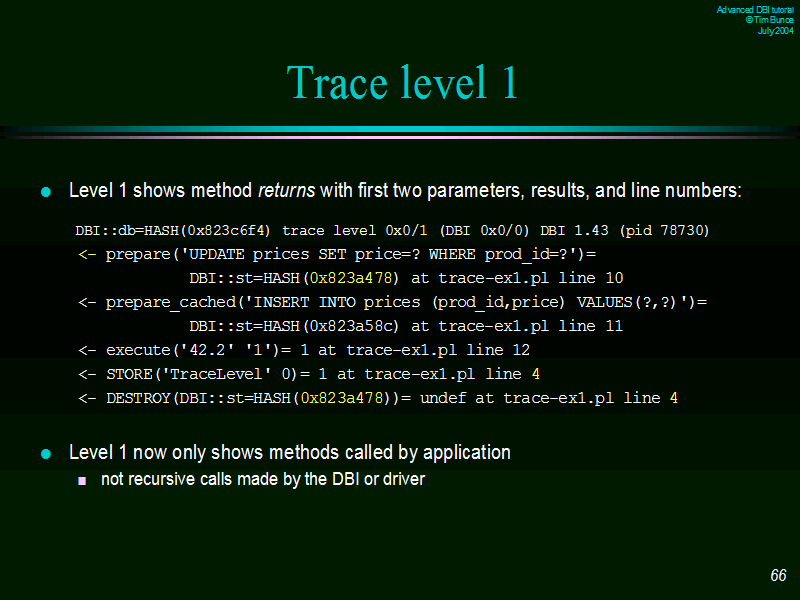 Advanced DBI tutorial
© Tim Bunce
July 2004
Trace level 1
Level 1 shows method returns with first two parameters, results, and line numbers:
DBI::db=HASH(0x823c6f4) trace level 0x0/1 (DBI 0x0/0) DBI 1.43 (pid 78730)
<- prepare('UPDATE prices SET price=? WHERE prod_id=?')=
DBI::st=HASH(0x823a478) at trace-ex1.pl line 10
<- prepare_cached('INSERT INTO prices (prod_id,price) VALUES(?,?)')=
DBI::st=HASH(0x823a58c) at trace-ex1.pl line 11
<- execute('42.2' '1')= 1 at trace-ex1.pl line 12
<- STORE('TraceLevel' 0)= 1 at trace-ex1.pl line 4
<- DESTROY(DBI::st=HASH(0x823a478))= undef at trace-ex1.pl line 4
Level 1 now only shows methods called by application
not recursive calls made by the DBI or driver
66